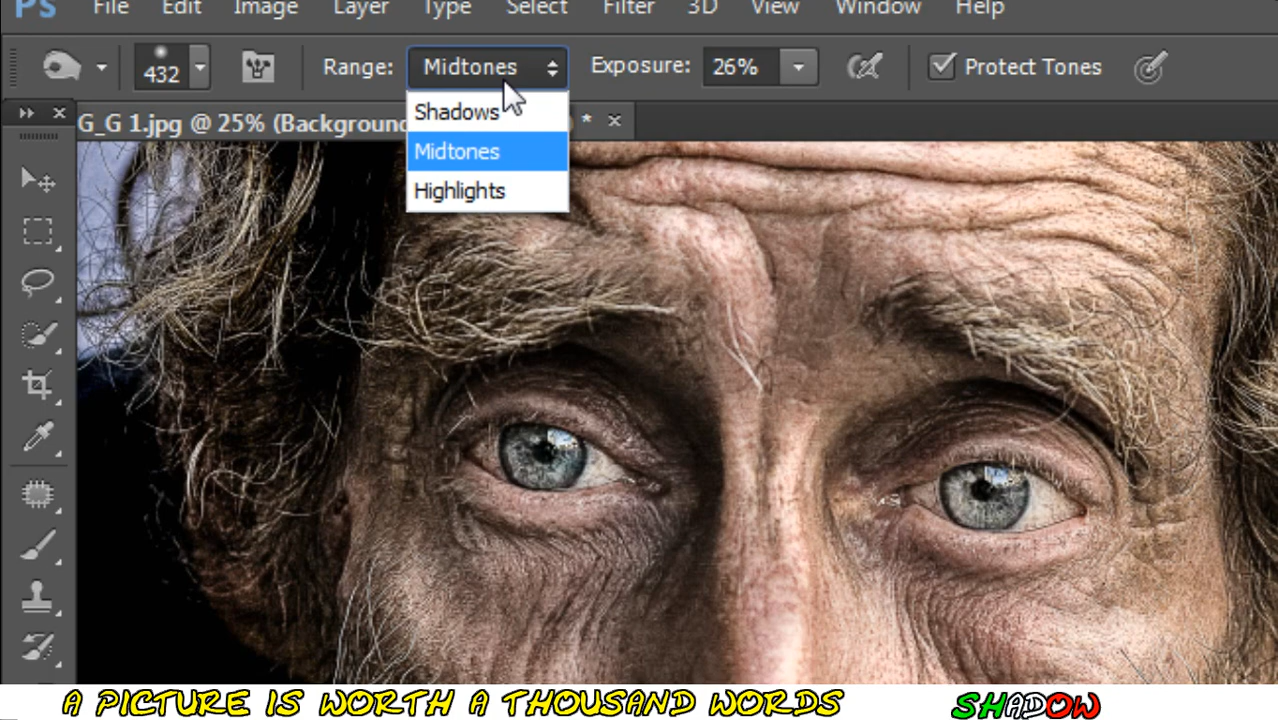 Ps File Edit Image Layer Type Select Filter 3D View Window Help
432 Range: Midtones Exposure: 26% Protect Tones
Shadows
Midtones
Highlights
G_G 1.jpg @ 25% (Background * ×
A PICTURE IS WORTH A THOUSAND WORDS SHADOW